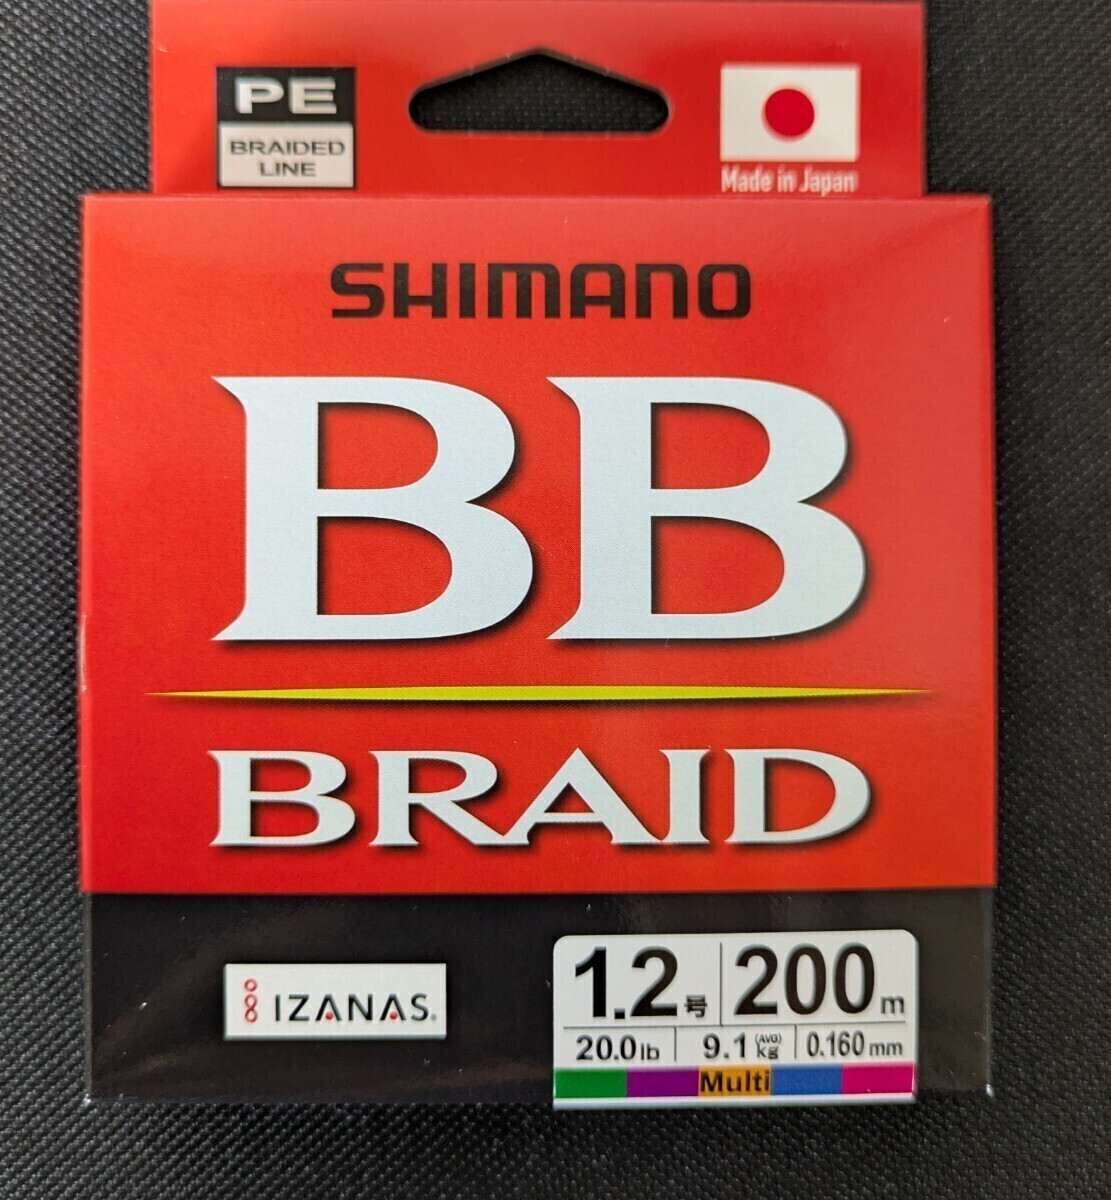 PE
BRAIDED
LINE
Made in Japan
SHIMANO
BB
BRAID
IZANAS®
1.2号 200m
20.0lb 9.1(AVG)kg 0.160mm
Multi